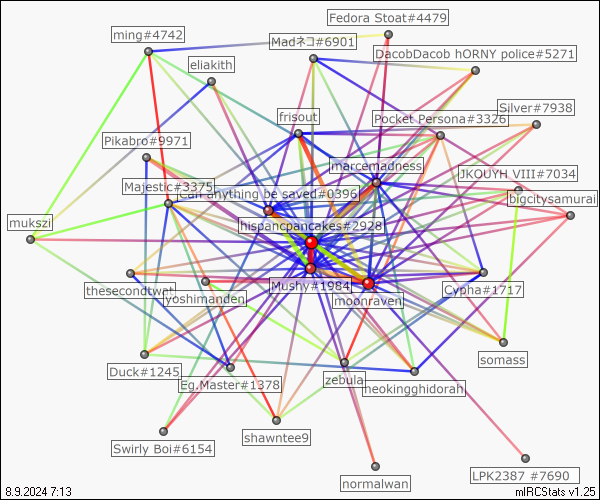 Fedora Stoat#4479
ming#4742
Madネコ#6901
DacobDacob hORNY police#5271
eliakith
Silver#7938
frisout
Pocket Persona#3326
Pikabro#9971
marcemadness
JKOUYH VIII#7034
Majestic#3375
Can anything be saved#0396
bigcitysamurai
mukszi
hispancpancakes#2928
Mushy#1984
Cypha#1717
thesecondtwat
yoshimanden
moonraven
somass
Duck#1245
Eg.Master#1378
zebula
neokingghidorah
shawntee9
Swirly Boi#6154
normalwan
LPK2387 #7690
8.9.2024 7:13
mIRCStats v1.25